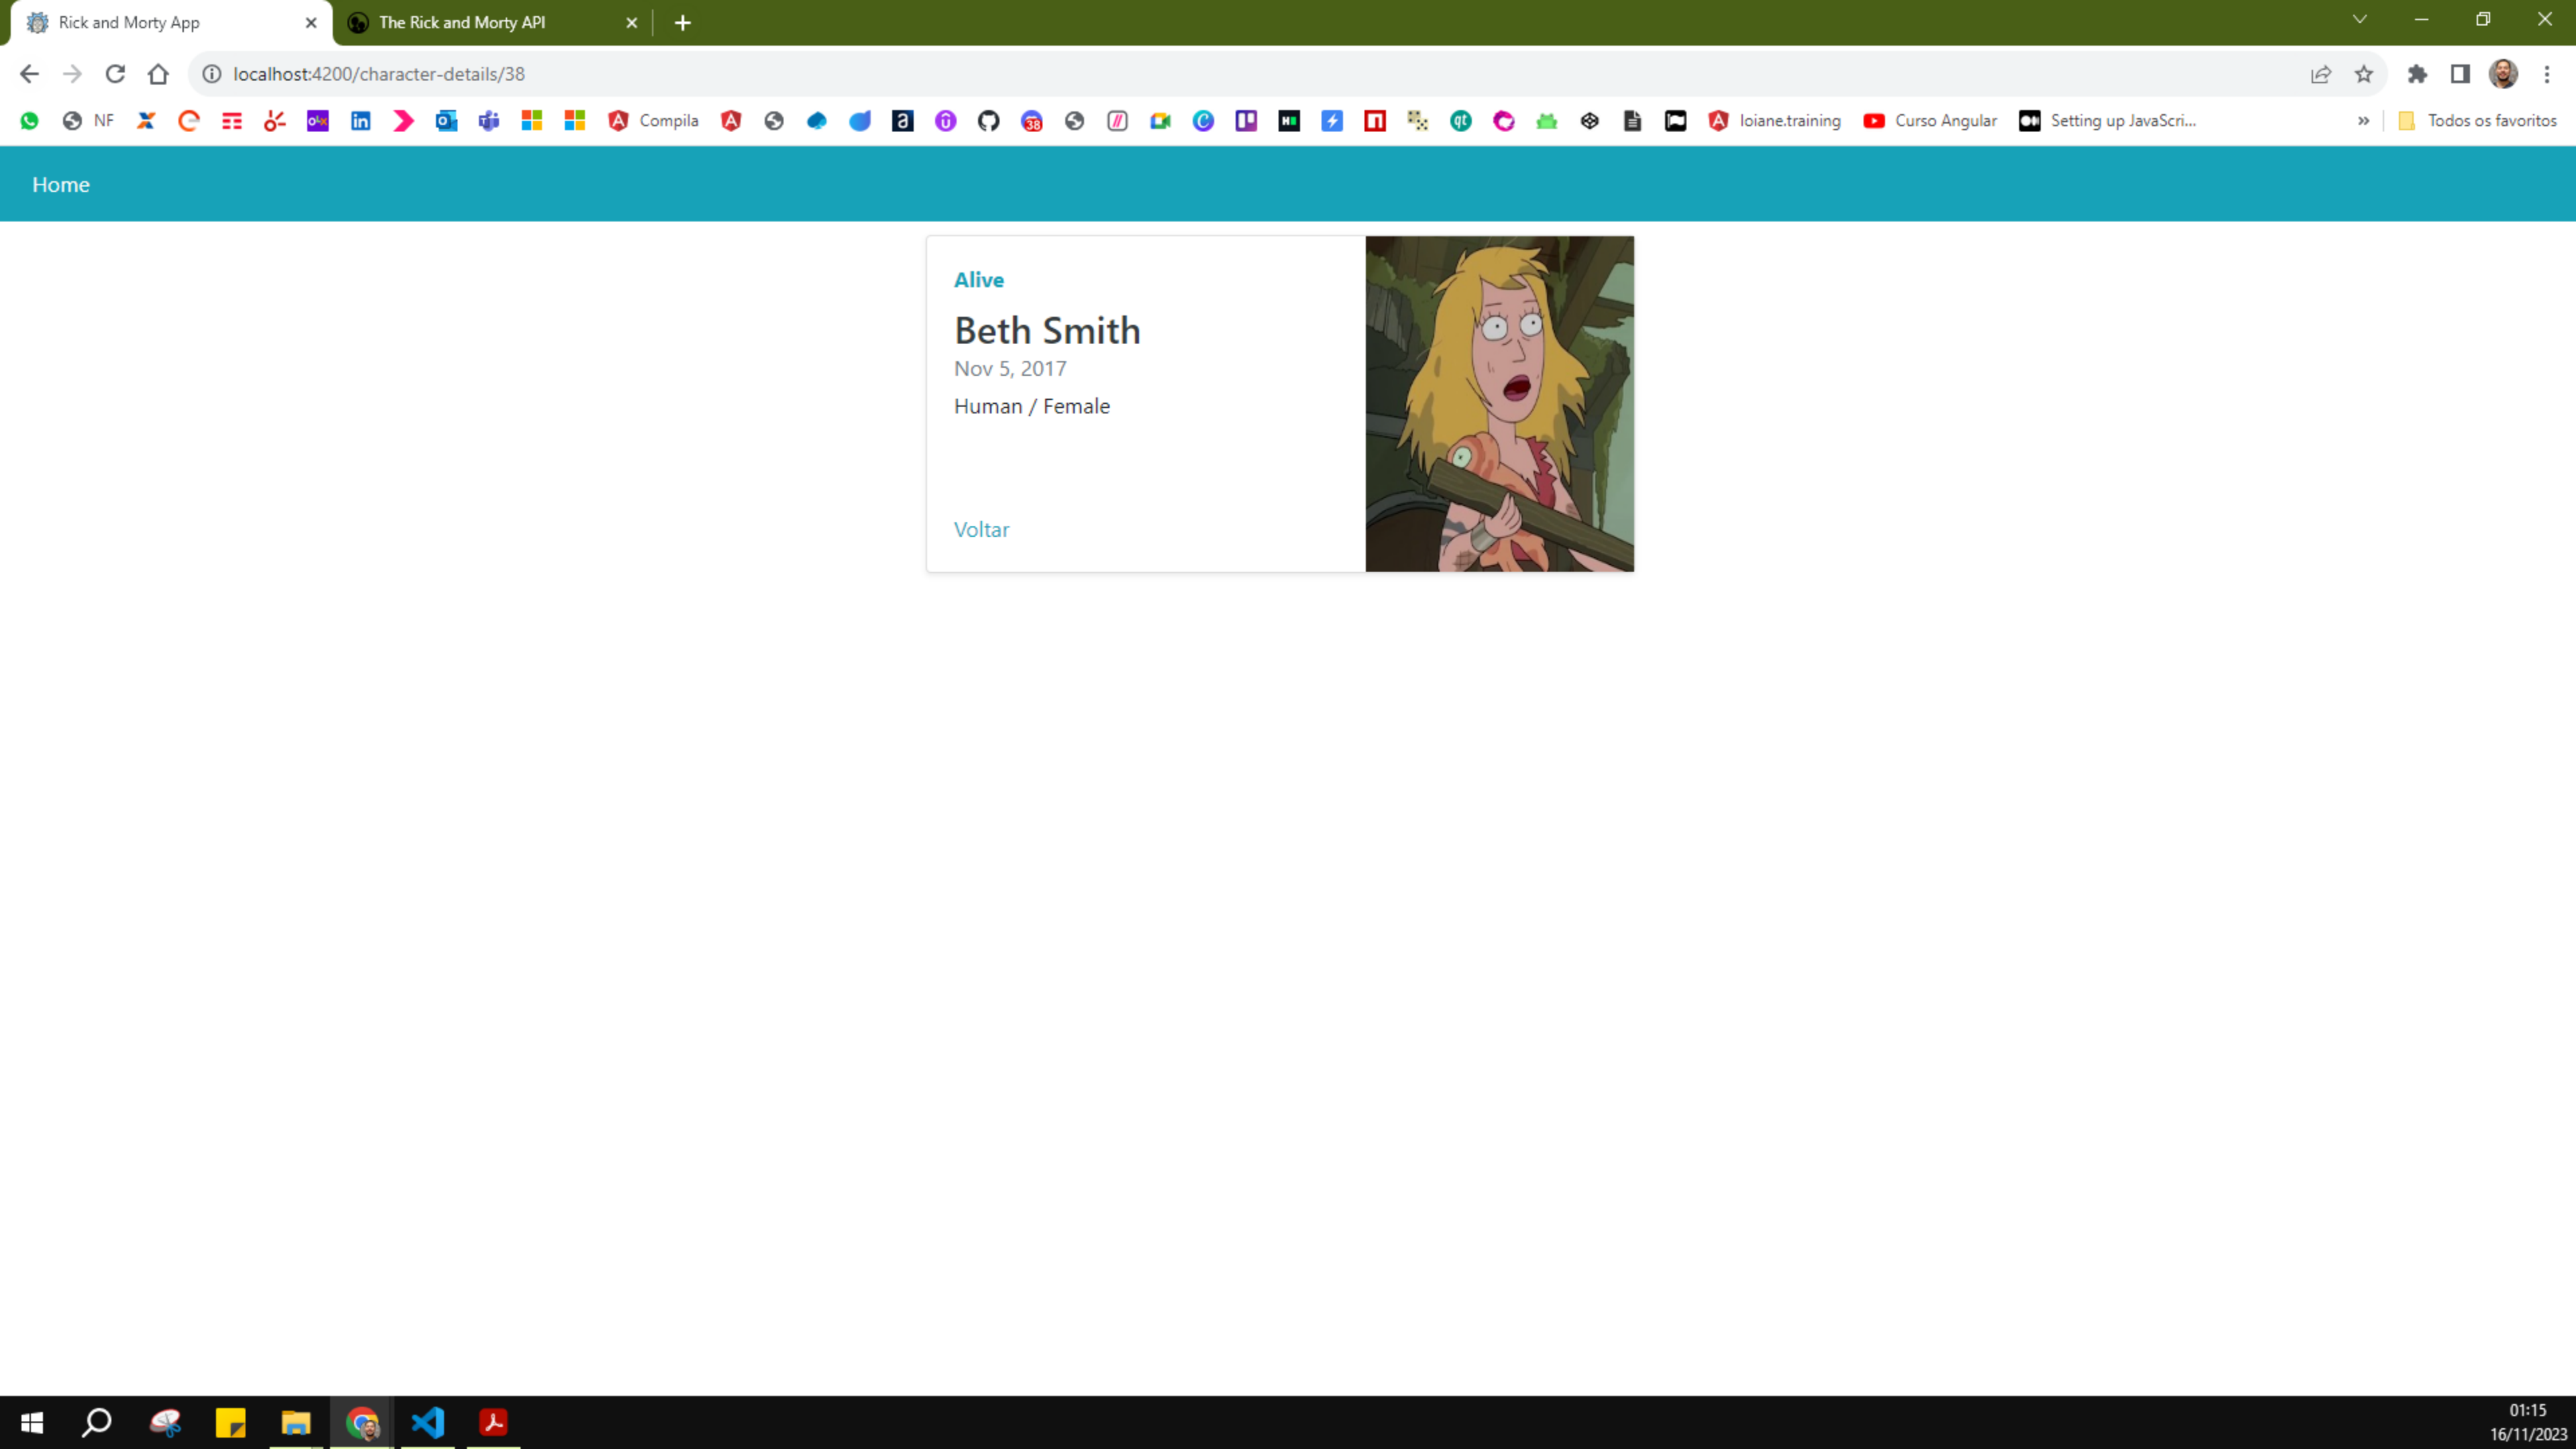 Rick and Morty App
The Rick and Morty API
localhost:4200/character-details/38
NF
OLX
Compila
a
38
loiane.training
Curso Angular
Setting up JavaScri...
»
Todos os favoritos
Home
Alive
Beth Smith
Nov 5, 2017
Human / Female
Voltar
01:15
16/11/2023